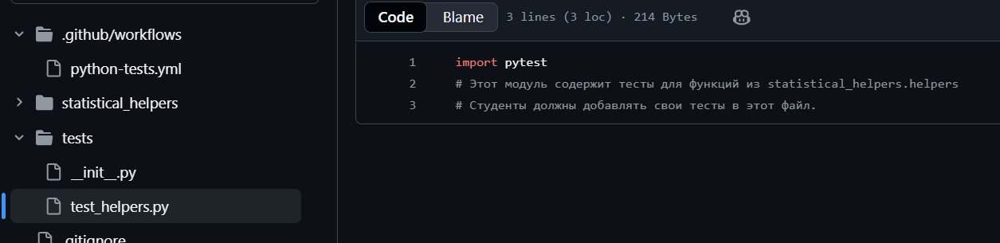 .github/workflows
python-tests.yml
statistical_helpers
tests
__init__.py
test_helpers.py
.gitignore
Code Blame 3 lines (3 loc) · 214 Bytes
1 import pytest
2 # Этот модуль содержит тесты для функций из statistical_helpers.helpers
3 # Студенты должны добавлять свои тесты в этот файл.